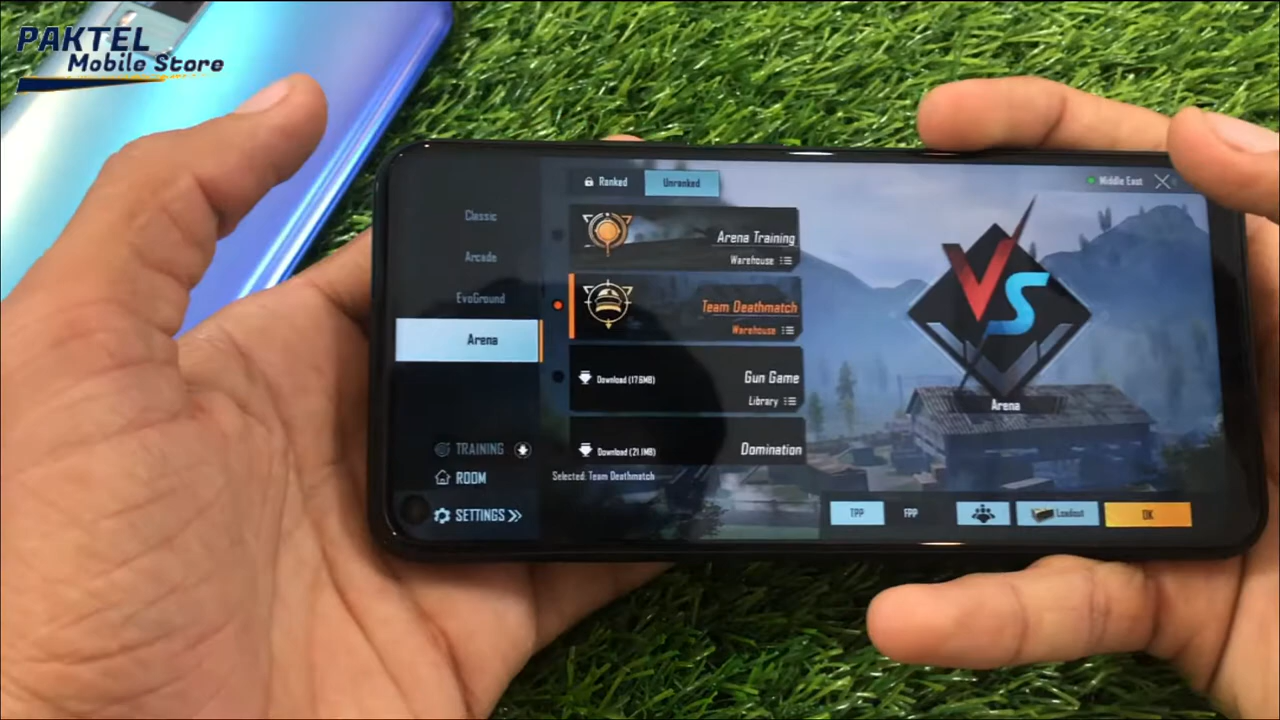 PAKTEL
Mobile Store
Ranked
Unranked
Middle East
Classic
Arcade
EvoGround
Arena
TRAINING
ROOM
SETTINGS
Arena Training
Warehouse
Team Deathmatch
Warehouse
Download (17.6MB)
Gun Game
Library
Download (21.1MB)
Domination
Selected: Team Deathmatch
VS
Arena
TPP
FPP
Loadout
OK